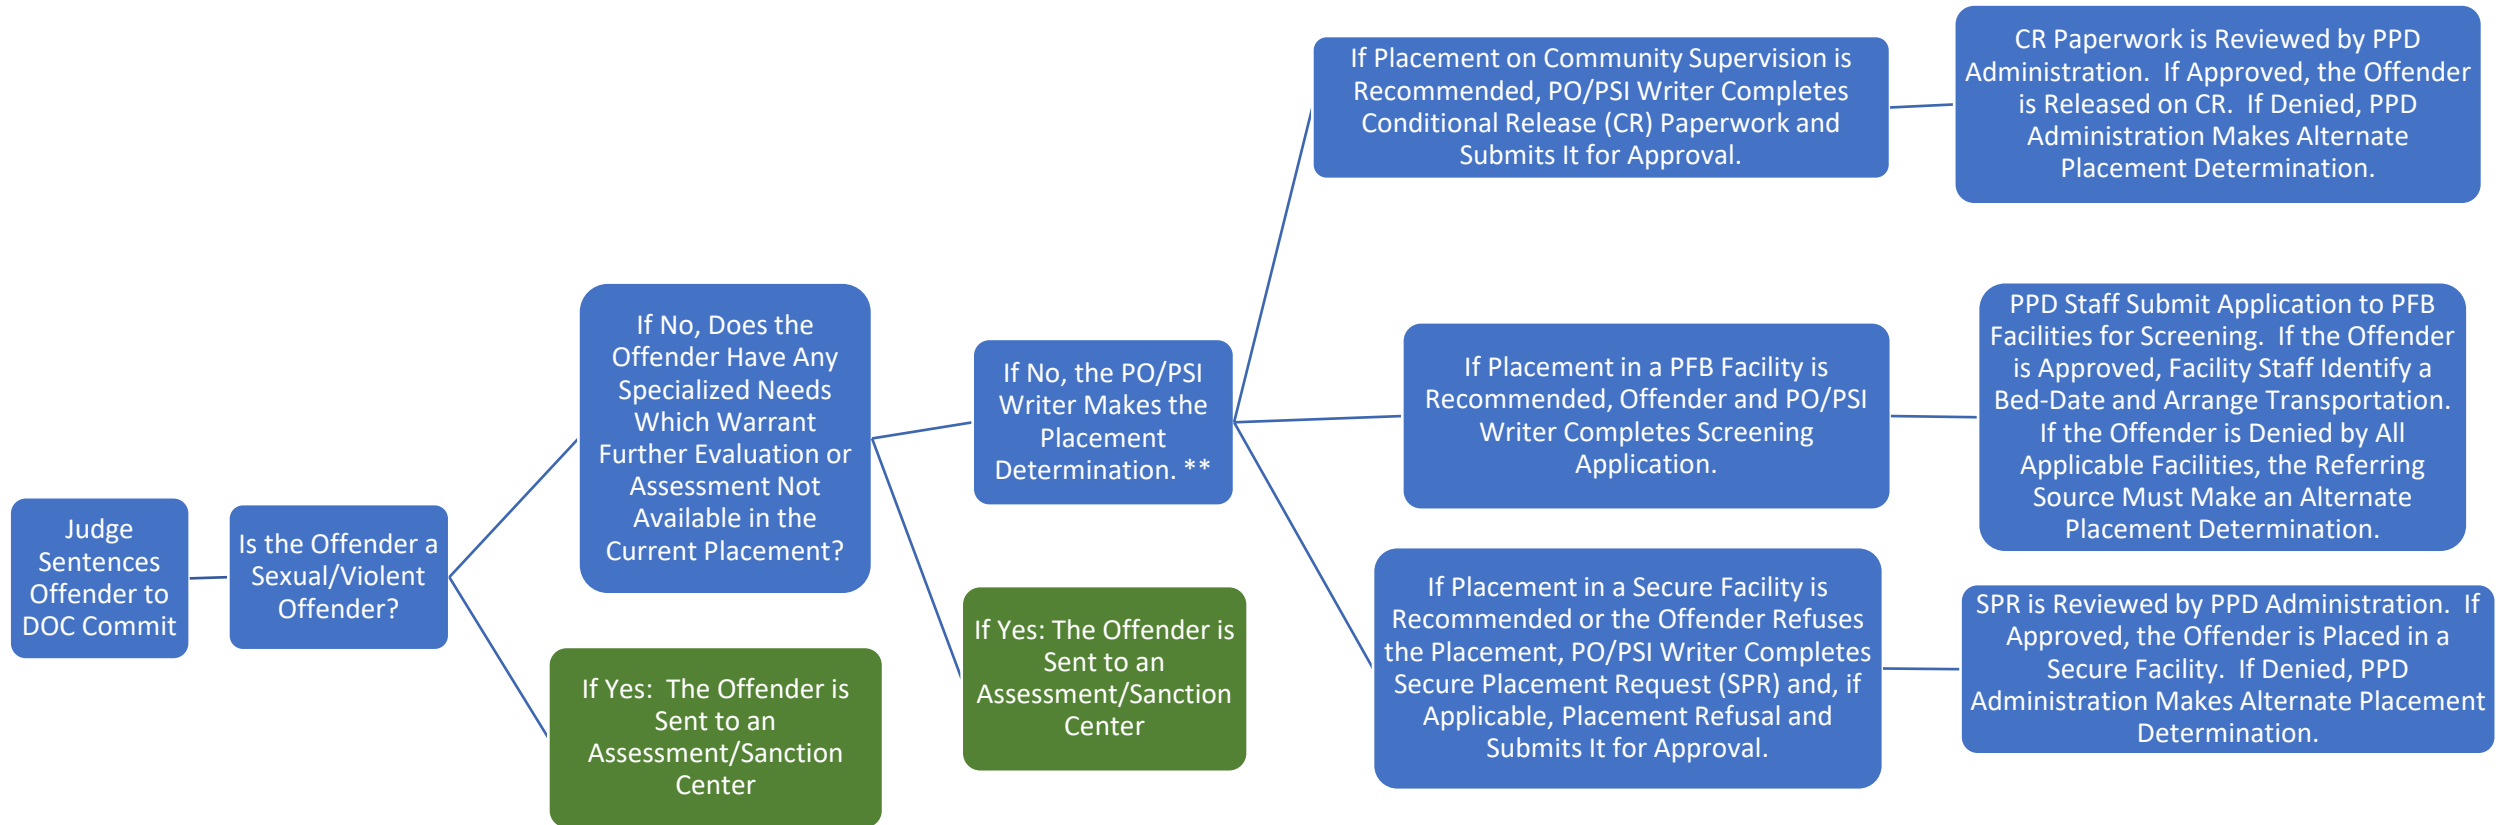 Judge
Sentences
Offender to
DOC Commit
Is the Offender a
Sexual/Violent
Offender?
If No, Does the
Offender Have Any
Specialized Needs
Which Warrant
Further Evaluation or
Assessment Not
Available in the
Current Placement?
If Yes:  The Offender is
Sent to an
Assessment/Sanction
Center
If No, the PO/PSI
Writer Makes the
Placement
Determination. **
If Yes: The Offender is
Sent to an
Assessment/Sanction
Center
If Placement on Community Supervision is
Recommended, PO/PSI Writer Completes
Conditional Release (CR) Paperwork and
Submits It for Approval.
CR Paperwork is Reviewed by PPD
Administration.  If Approved, the Offender
is Released on CR.  If Denied, PPD
Administration Makes Alternate
Placement Determination.
If Placement in a PFB Facility is
Recommended, Offender and PO/PSI
Writer Completes Screening
Application.
PPD Staff Submit Application to PFB
Facilities for Screening.  If the Offender
is Approved, Facility Staff Identify a
Bed-Date and Arrange Transportation.
If the Offender is Denied by All
Applicable Facilities, the Referring
Source Must Make an Alternate
Placement Determination.
If Placement in a Secure Facility is
Recommended or the Offender Refuses
the Placement, PO/PSI Writer Completes
Secure Placement Request (SPR) and, if
Applicable, Placement Refusal and
Submits It for Approval.
SPR is Reviewed by PPD Administration.  If
Approved, the Offender is Placed in a
Secure Facility.  If Denied, PPD
Administration Makes Alternate Placement
Determination.